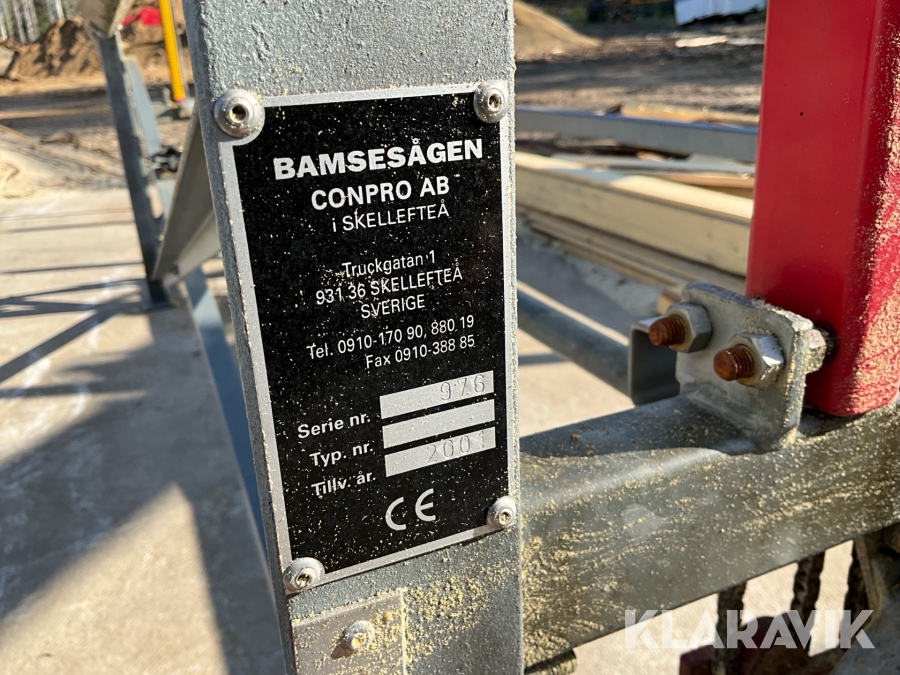 BAMSESÅGEN
CONPRO AB
i SKELLEFTEÅ
Truckgatan 1
931 36 SKELLEFTEÅ
SVERIGE
Tel. 0910-170 90, 880 19
Fax 0910-388 85
Serie nr. 976
Typ. nr.
Tillv. år. 2001
CE
KLARAVIK